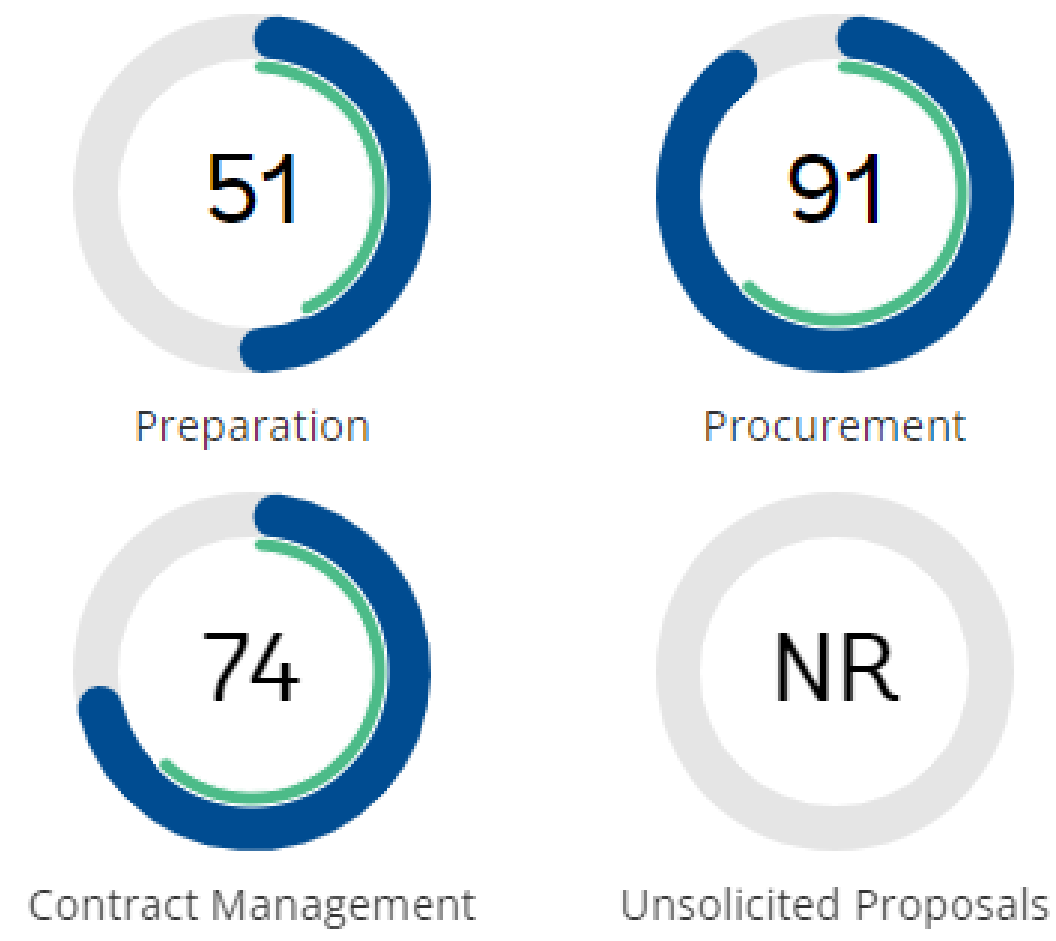 51
91
Preparation
Procurement
74
NR
Contract Management
Unsolicited Proposals